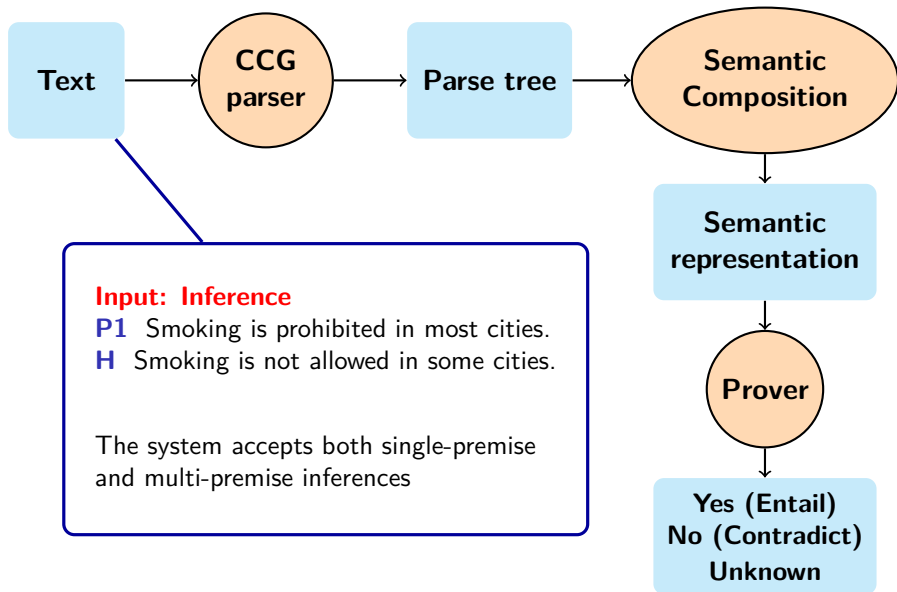 Text
CCG
parser
Parse tree
Semantic
Composition
Semantic
representation
Input: Inference
P1 Smoking is prohibited in most cities.
H Smoking is not allowed in some cities.
The system accepts both single-premise
and multi-premise inferences
Prover
Yes (Entail)
No (Contradict)
Unknown